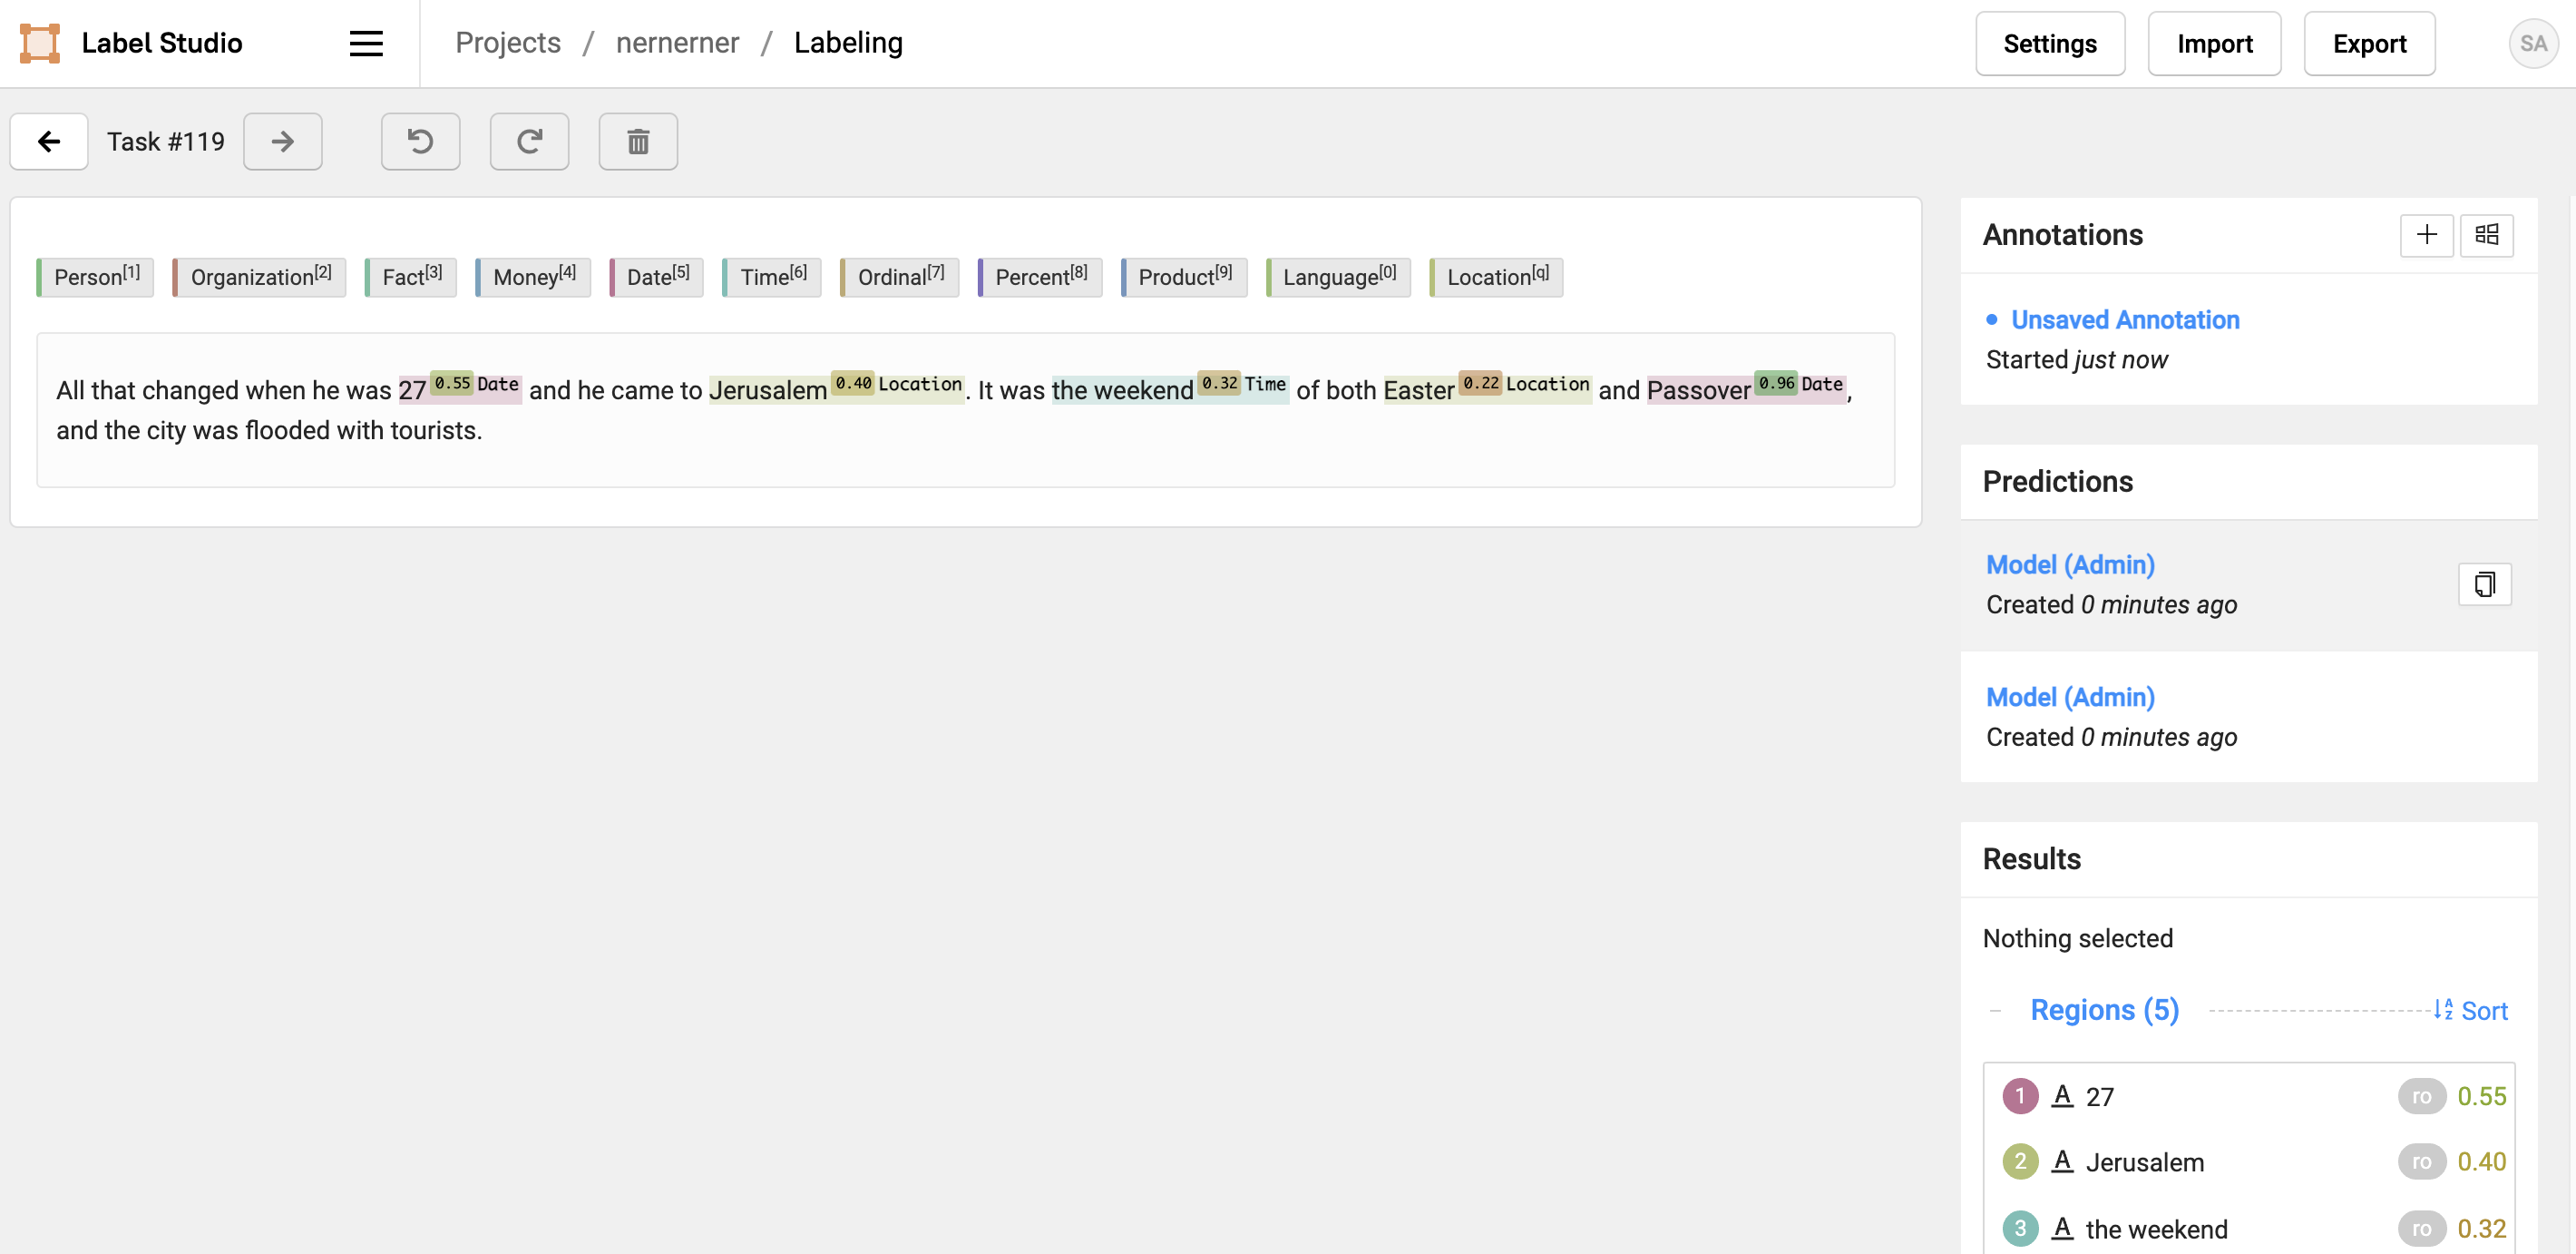 Label Studio
Projects / nernerner / Labeling
Settings
Import
Export
SA
Task #119
Person[1]
Organization[2]
Fact[3]
Money[4]
Date[5]
Time[6]
Ordinal[7]
Percent[8]
Product[9]
Language[0]
Location[q]
All that changed when he was 27 0.55 Date and he came to Jerusalem 0.40 Location. It was the weekend 0.32 Time of both Easter 0.22 Location and Passover 0.96 Date,
and the city was flooded with tourists.
Annotations
Unsaved Annotation
Started just now
Predictions
Model (Admin)
Created 0 minutes ago
Model (Admin)
Created 0 minutes ago
Results
Nothing selected
Regions (5)
Sort
1 A 27 ro 0.55
2 A Jerusalem ro 0.40
3 A the weekend ro 0.32